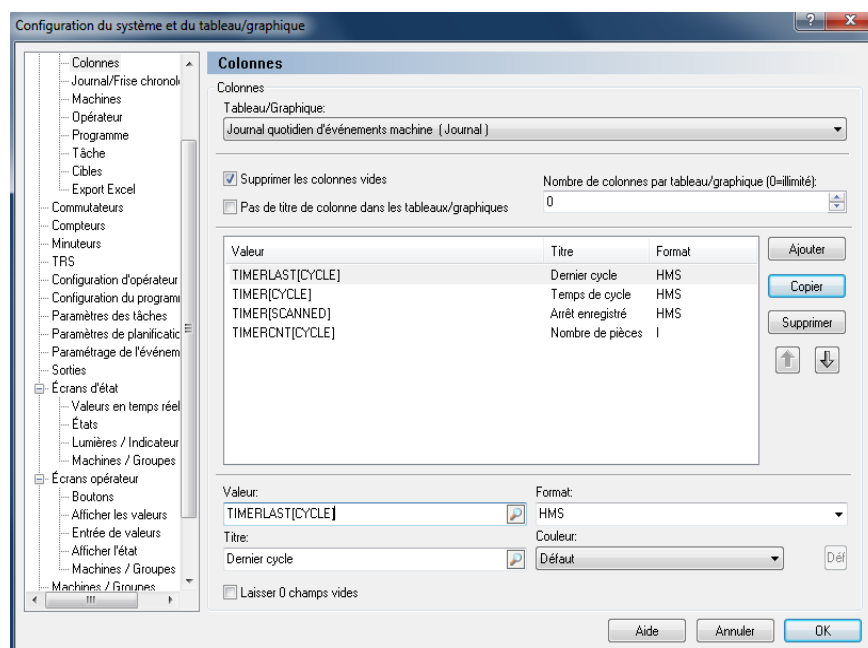 Configuration du système et du tableau/graphique
Colonnes
Journal/Frise chronol
Machines
Opérateur
Programme
Tâche
Cibles
Export Excel
Commutateurs
Compteurs
Minuteurs
TRS
Configuration d'opérateur
Configuration du programm
Paramètres des tâches
Paramètres de planificatic
Paramétrage de l'événem
Sorties
Écrans d'état
Valeurs en temps réel
États
Lumières / Indicateur
Machines / Groupes
Écrans opérateur
Boutons
Afficher les valeurs
Entrée de valeurs
Afficher l'état
Machines / Groupes
Machines / Groupes
Colonnes
Colonnes
Tableau/Graphique:
Journal quotidien d'événements machine (Journal)
Supprimer les colonnes vides
Nombre de colonnes par tableau/graphique (0=illimité):
Pas de titre de colonne dans les tableaux/graphiques
0
Valeur Titre Format
TIMERLAST[CYCLE] Dernier cycle HMS
TIMER[CYCLE] Temps de cycle HMS
TIMER[SCANNED] Arrêt enregistré HMS
TIMERCNT[CYCLE] Nombre de pièces I
Ajouter
Copier
Supprimer
Valeur: Format:
TIMERLAST[CYCLE] HMS
Titre: Couleur:
Dernier cycle Défaut Déf
Laisser 0 champs vides
Aide Annuler OK